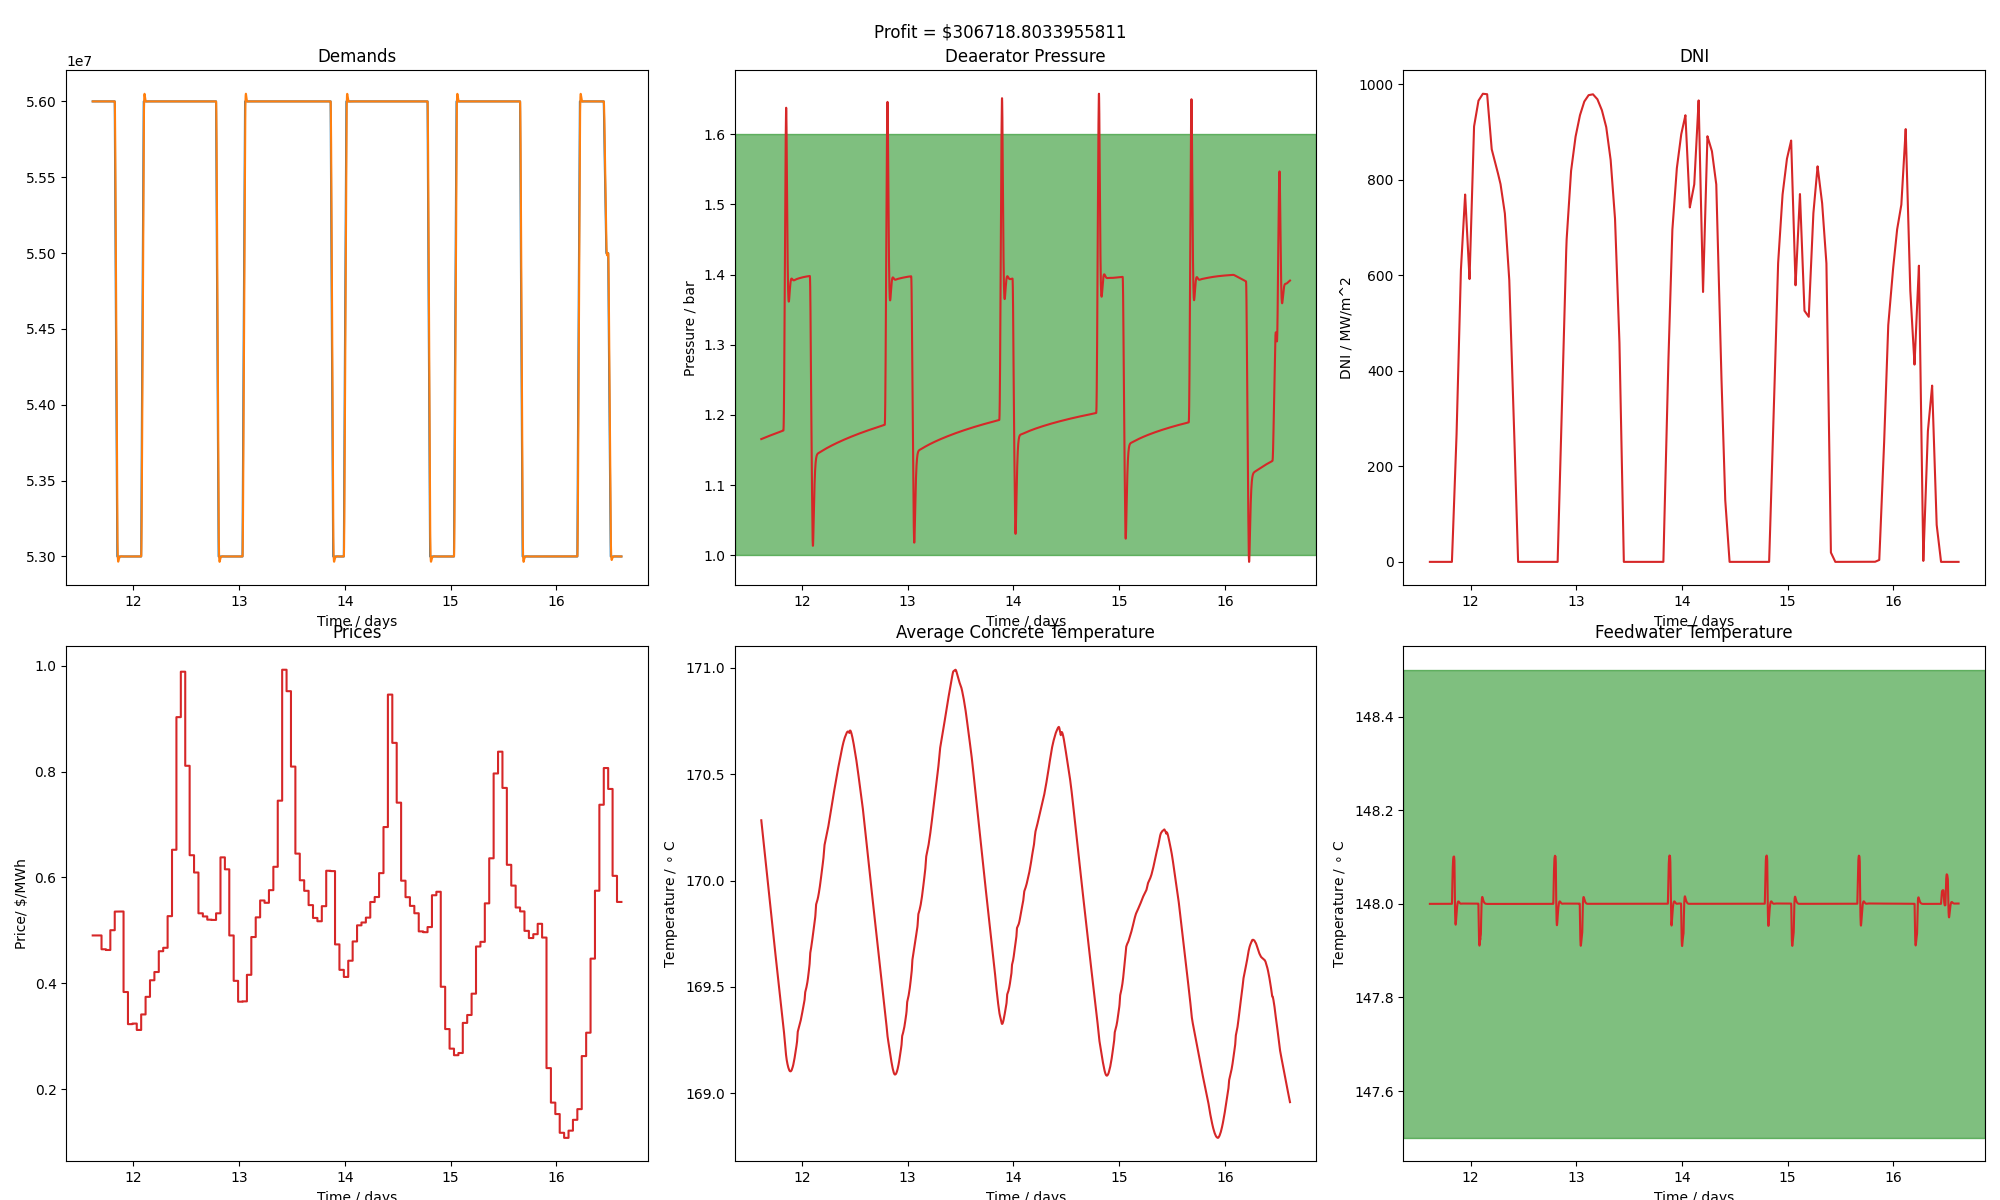 Profit = $306718.8033955811
Demands
1e7
5.60
5.55
5.50
5.45
5.40
5.35
5.30
12 13 14 15 16
Time / days
Deaerator Pressure
Pressure / bar
1.6
1.5
1.4
1.3
1.2
1.1
1.0
12 13 14 15 16
Time / days
DNI
DNI / MW/m^2
1000
800
600
400
200
0
12 13 14 15 16
Time / days
Prices
Price/ $/MWh
1.0
0.8
0.6
0.4
0.2
12 13 14 15 16
Time / days
Average Concrete Temperature
Temperature / ∘ C
171.0
170.5
170.0
169.5
169.0
12 13 14 15 16
Time / days
Feedwater Temperature
Temperature / ∘ C
148.4
148.2
148.0
147.8
147.6
12 13 14 15 16
Time / days